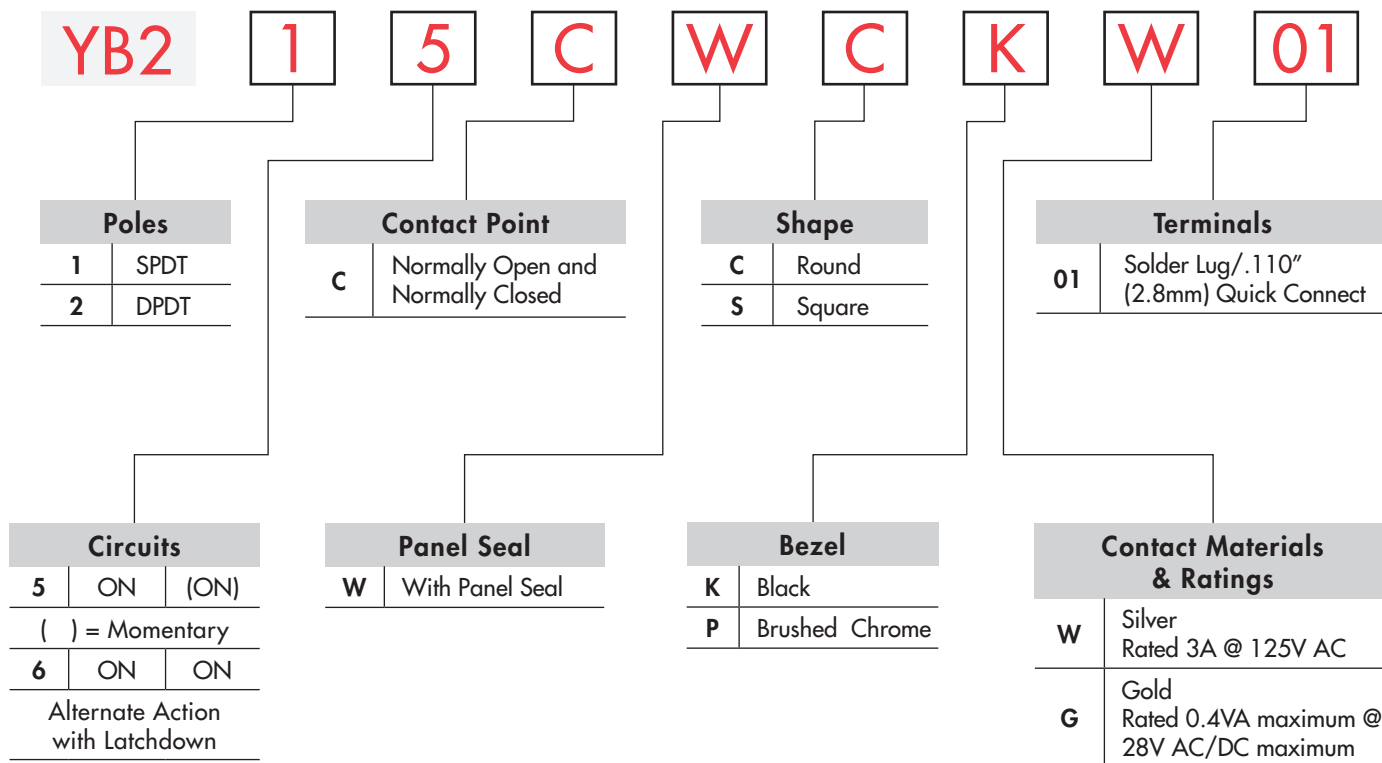 YB2 1 5 C W C K W 01
Poles
1 SPDT
2 DPDT
Contact Point
C Normally Open and
Normally Closed
Shape
C Round
S Square
Terminals
01 Solder Lug/.110”
(2.8mm) Quick Connect
Circuits
5 ON (ON)
( ) = Momentary
6 ON ON
Alternate Action
with Latchdown
Panel Seal
W With Panel Seal
Bezel
K Black
P Brushed Chrome
Contact Materials
& Ratings
W Silver
Rated 3A @ 125V AC
G Gold
Rated 0.4VA maximum @
28V AC/DC maximum